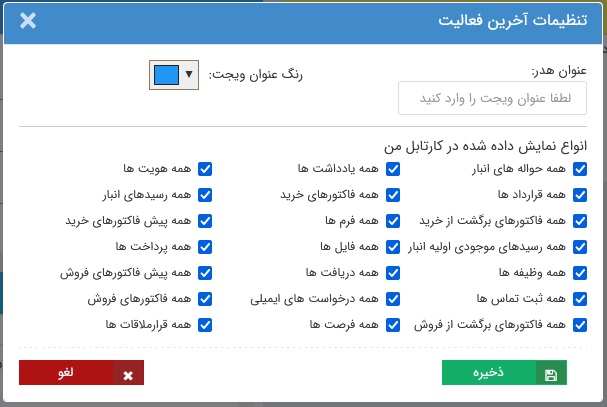 تنظیمات آخرین فعالیت
عنوان هدر:
رنگ عنوان ویجت:
لطفا عنوان ویجت را وارد کنید
انواع نمایش داده شده در کارتابل من
همه حواله های انبار
همه یادداشت ها
همه هویت ها
همه قرارداد ها
همه فاکتورهای خرید
همه رسیدهای انبار
همه فاکتورهای برگشت از خرید
همه فرم ها
همه پیش فاکتورهای خرید
همه رسیدهای موجودی اولیه انبار
همه فایل ها
همه پرداخت ها
همه وظیفه ها
همه دریافت ها
همه پیش فاکتورهای فروش
همه ثبت تماس ها
همه درخواست های ایمیلی
همه فاکتورهای فروش
همه فاکتورهای برگشت از فروش
همه فرصت ها
همه قرارملاقات ها
ذخیره
لغو